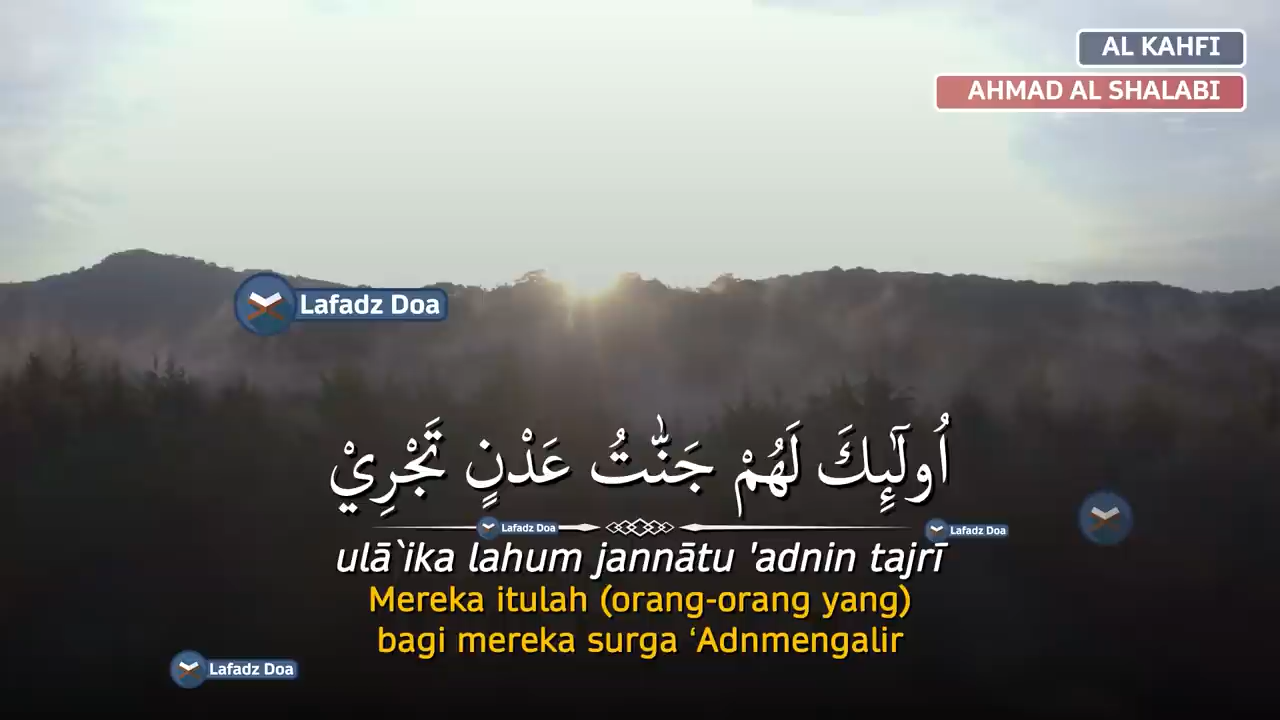 AL KAHFI
AHMAD AL SHALABI
Lafadz Doa
اُولٰۤىِٕكَ لَهُمْ جَنّٰتُ عَدْنٍ تَجْرِيْ
Lafadz Doa
Lafadz Doa
ulā`ika lahum jannātu 'adnin tajrī
Mereka itulah (orang-orang yang)
bagi mereka surga ‘Adnmengalir
Lafadz Doa